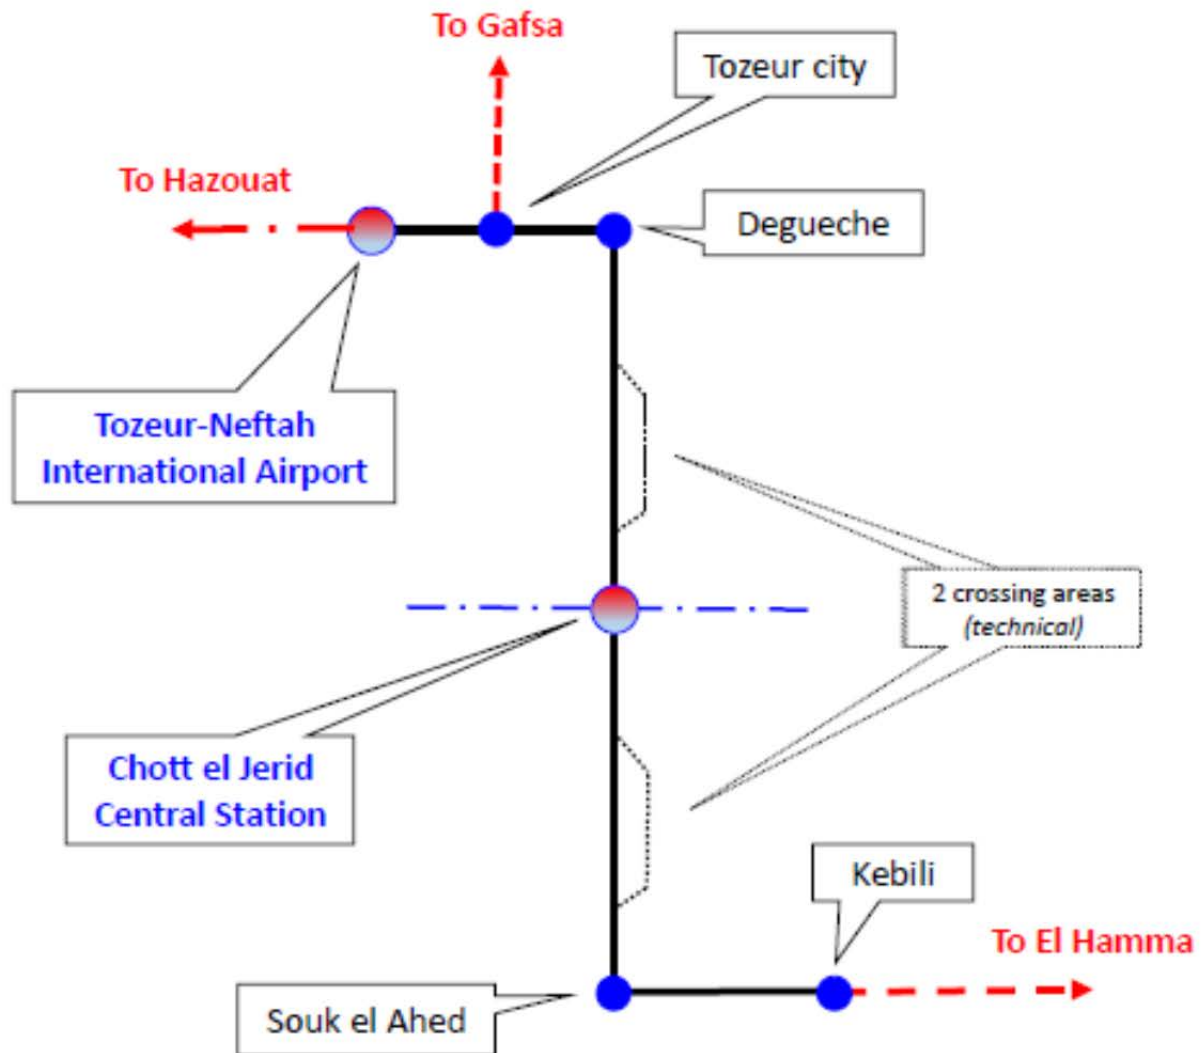 To Gafsa
Tozeur city
To Hazouat
Degueche
Tozeur-Neftah
International Airport
2 crossing areas
(technical)
Chott el Jerid
Central Station
Kebili
To El Hamma
Souk el Ahed